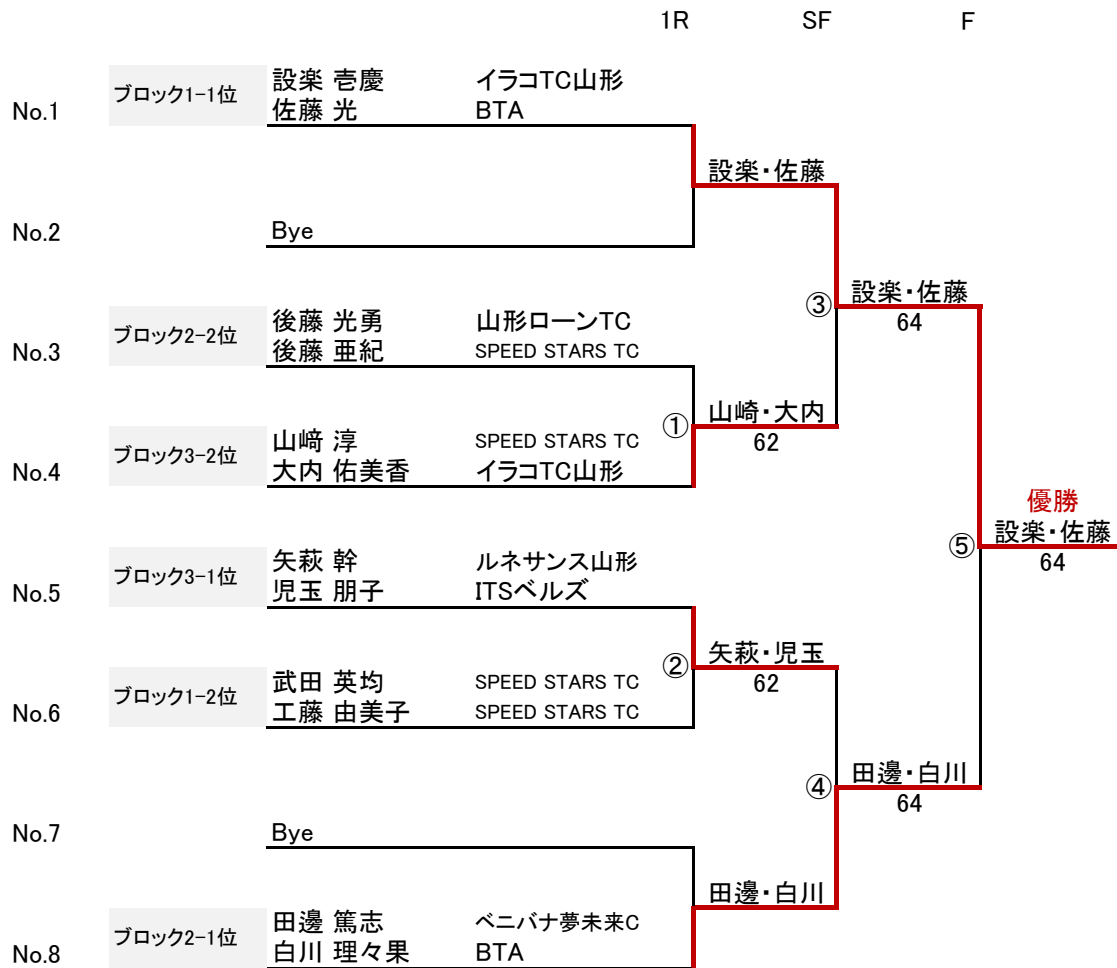 1R SF F
ブロック1-1位 設楽 壱慶 イラコTC山形
No.1 佐藤 光 BTA
設楽・佐藤
No.2 Bye
③ 設楽・佐藤
64
ブロック2-2位 後藤 光勇 山形ローンTC
No.3 後藤 亜紀 SPEED STARS TC
① 山崎・大内
62
ブロック3-2位 山﨑 淳 SPEED STARS TC
No.4 大内 佑美香 イラコTC山形
優勝
⑤ 設楽・佐藤
64
ブロック3-1位 矢萩 幹 ルネサンス山形
No.5 児玉 朋子 ITSベルズ
② 矢萩・児玉
62
ブロック1-2位 武田 英均 SPEED STARS TC
No.6 工藤 由美子 SPEED STARS TC
④ 田邊・白川
64
No.7 Bye
田邊・白川
ブロック2-1位 田邊 篤志 ベニバナ夢未来C
No.8 白川 理々果 BTA